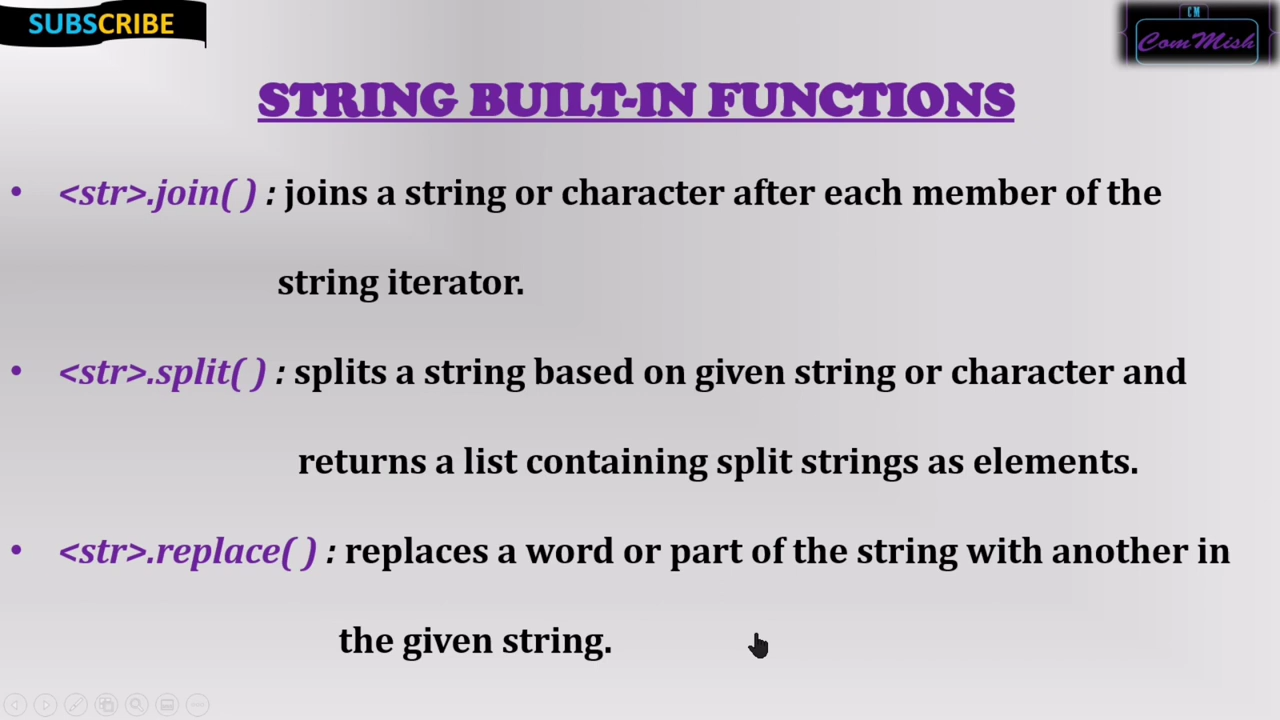 SUBSCRIBE
CM
ComMish
STRING BUILT-IN FUNCTIONS
• <str>.join( ) : joins a string or character after each member of the
string iterator.
• <str>.split( ) : splits a string based on given string or character and
returns a list containing split strings as elements.
• <str>.replace( ) : replaces a word or part of the string with another in
the given string.